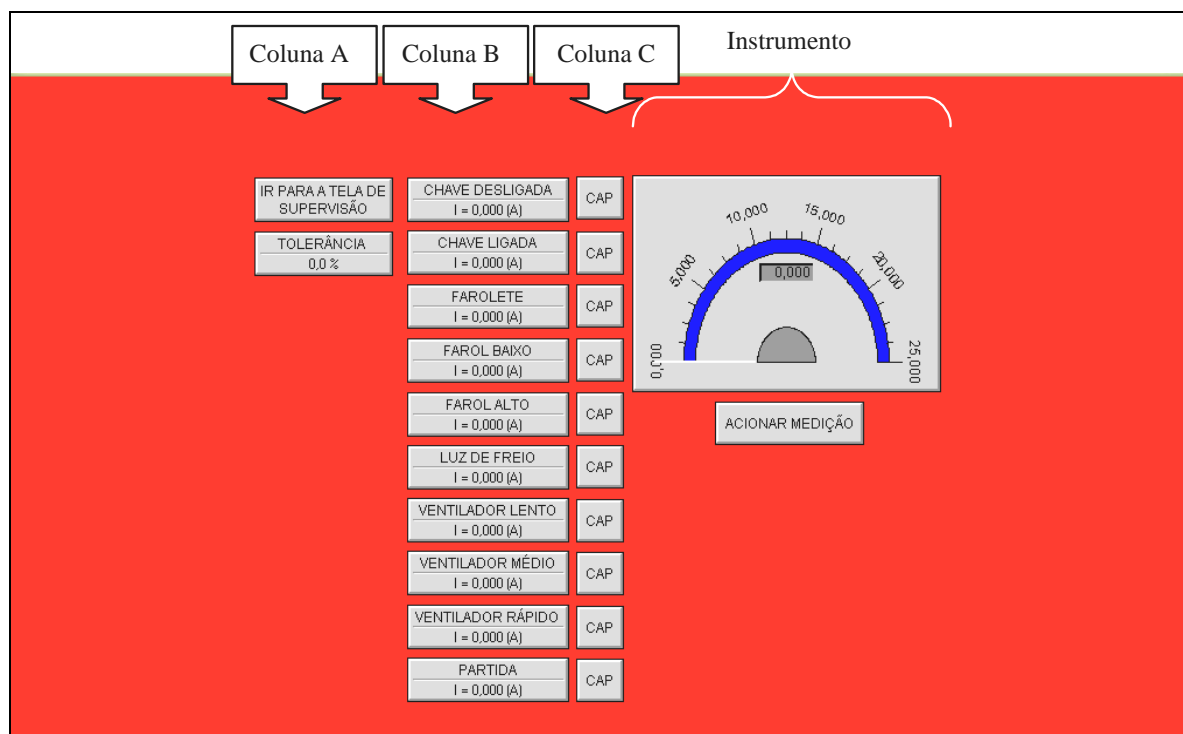 Coluna A
Coluna B
Coluna C
Instrumento
IR PARA A TELA DE
SUPERVISÃO
TOLERÂNCIA
0,0 %
CHAVE DESLIGADA
I = 0,000 (A)
CAP
CHAVE LIGADA
I = 0,000 (A)
CAP
FAROLETE
I = 0,000 (A)
CAP
FAROL BAIXO
I = 0,000 (A)
CAP
FAROL ALTO
I = 0,000 (A)
CAP
LUZ DE FREIO
I = 0,000 (A)
CAP
VENTILADOR LENTO
I = 0,000 (A)
CAP
VENTILADOR MÉDIO
I = 0,000 (A)
CAP
VENTILADOR RÁPIDO
I = 0,000 (A)
CAP
PARTIDA
I = 0,000 (A)
CAP
0,000
5,000
10,000
15,000
20,000
25,000
0,000
ACIONAR MEDIÇÃO